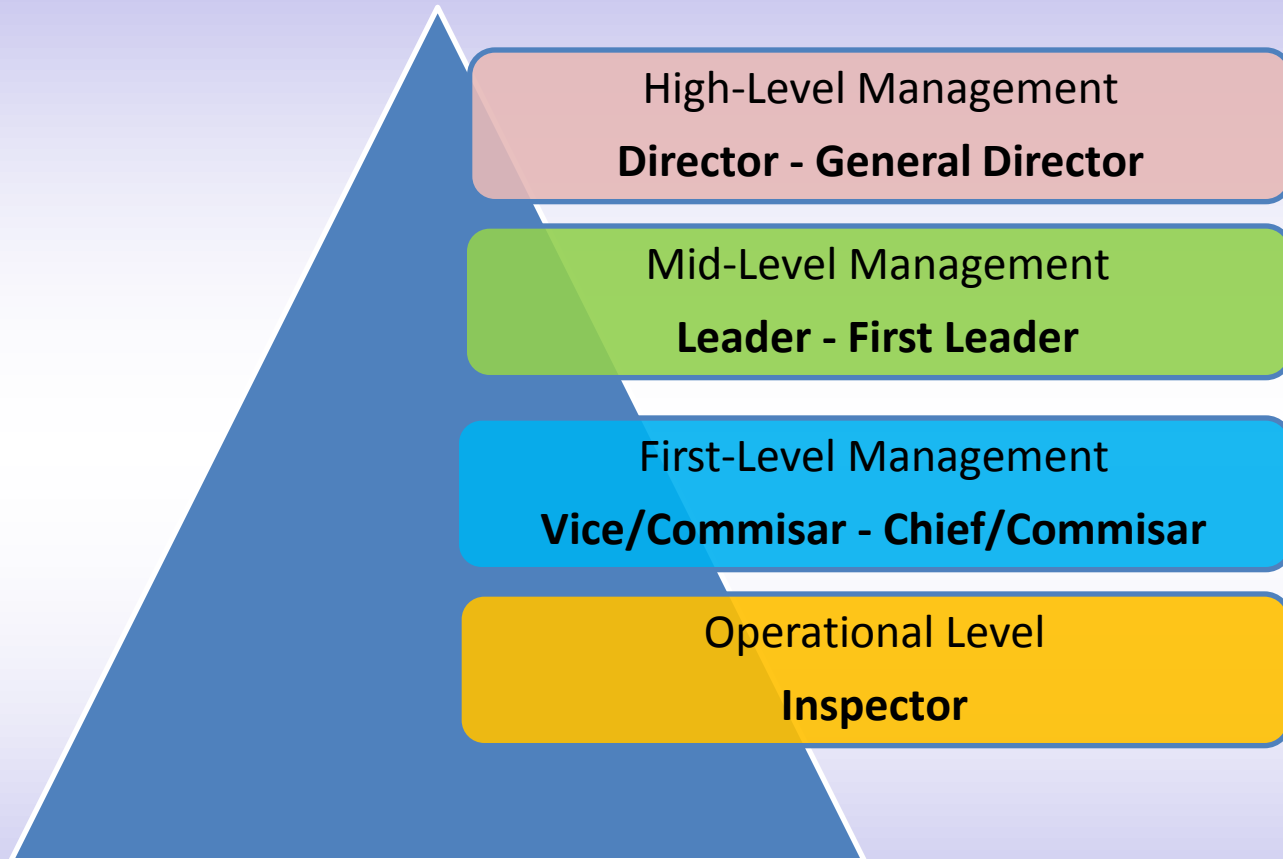 High-Level Management
Director - General Director
Mid-Level Management
Leader - First Leader
First-Level Management
Vice/Commisar - Chief/Commisar
Operational Level
Inspector